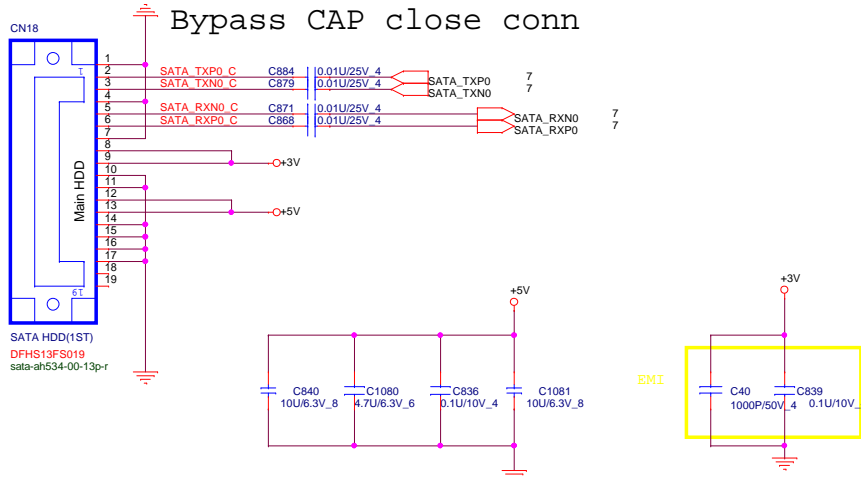 Bypass CAP close conn
CN18
1
1
2 SATA_TXP0_C C884 0.01U/25V_4 SATA_TXP0 7
3 SATA_TXN0_C C879 0.01U/25V_4 SATA_TXN0 7
4
5 SATA_RXN0_C C871 0.01U/25V_4 SATA_RXN0 7
6 SATA_RXP0_C C868 0.01U/25V_4 SATA_RXP0 7
7
8
9 +3V
10
11
12
13 +5V
14
15
16
17
18
19
19
Main HDD
SATA HDD(1ST)
DFHS13FS019
sata-ah534-00-13p-r
+5V
C840
10U/6.3V_8
C1080
4.7U/6.3V_6
C836
0.1U/10V_4
C1081
10U/6.3V_8
+3V
EMI
C40
1000P/50V_4
C839
0.1U/10V_